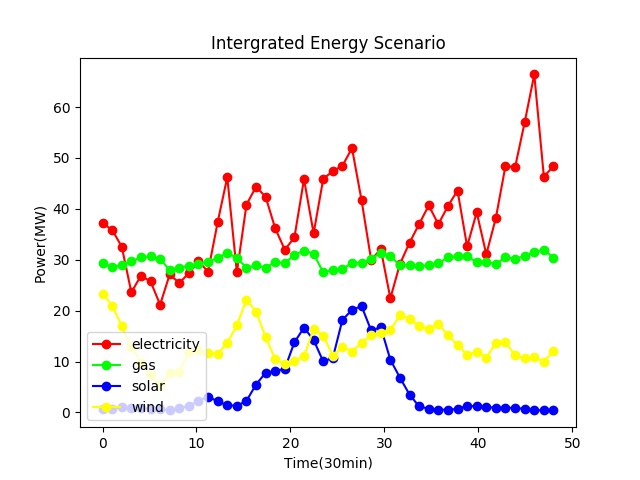 Intergrated Energy Scenario
Power(MW)
60
50
40
30
20
10
0
electricity
gas
solar
wind
0 10 20 30 40 50
Time(30min)